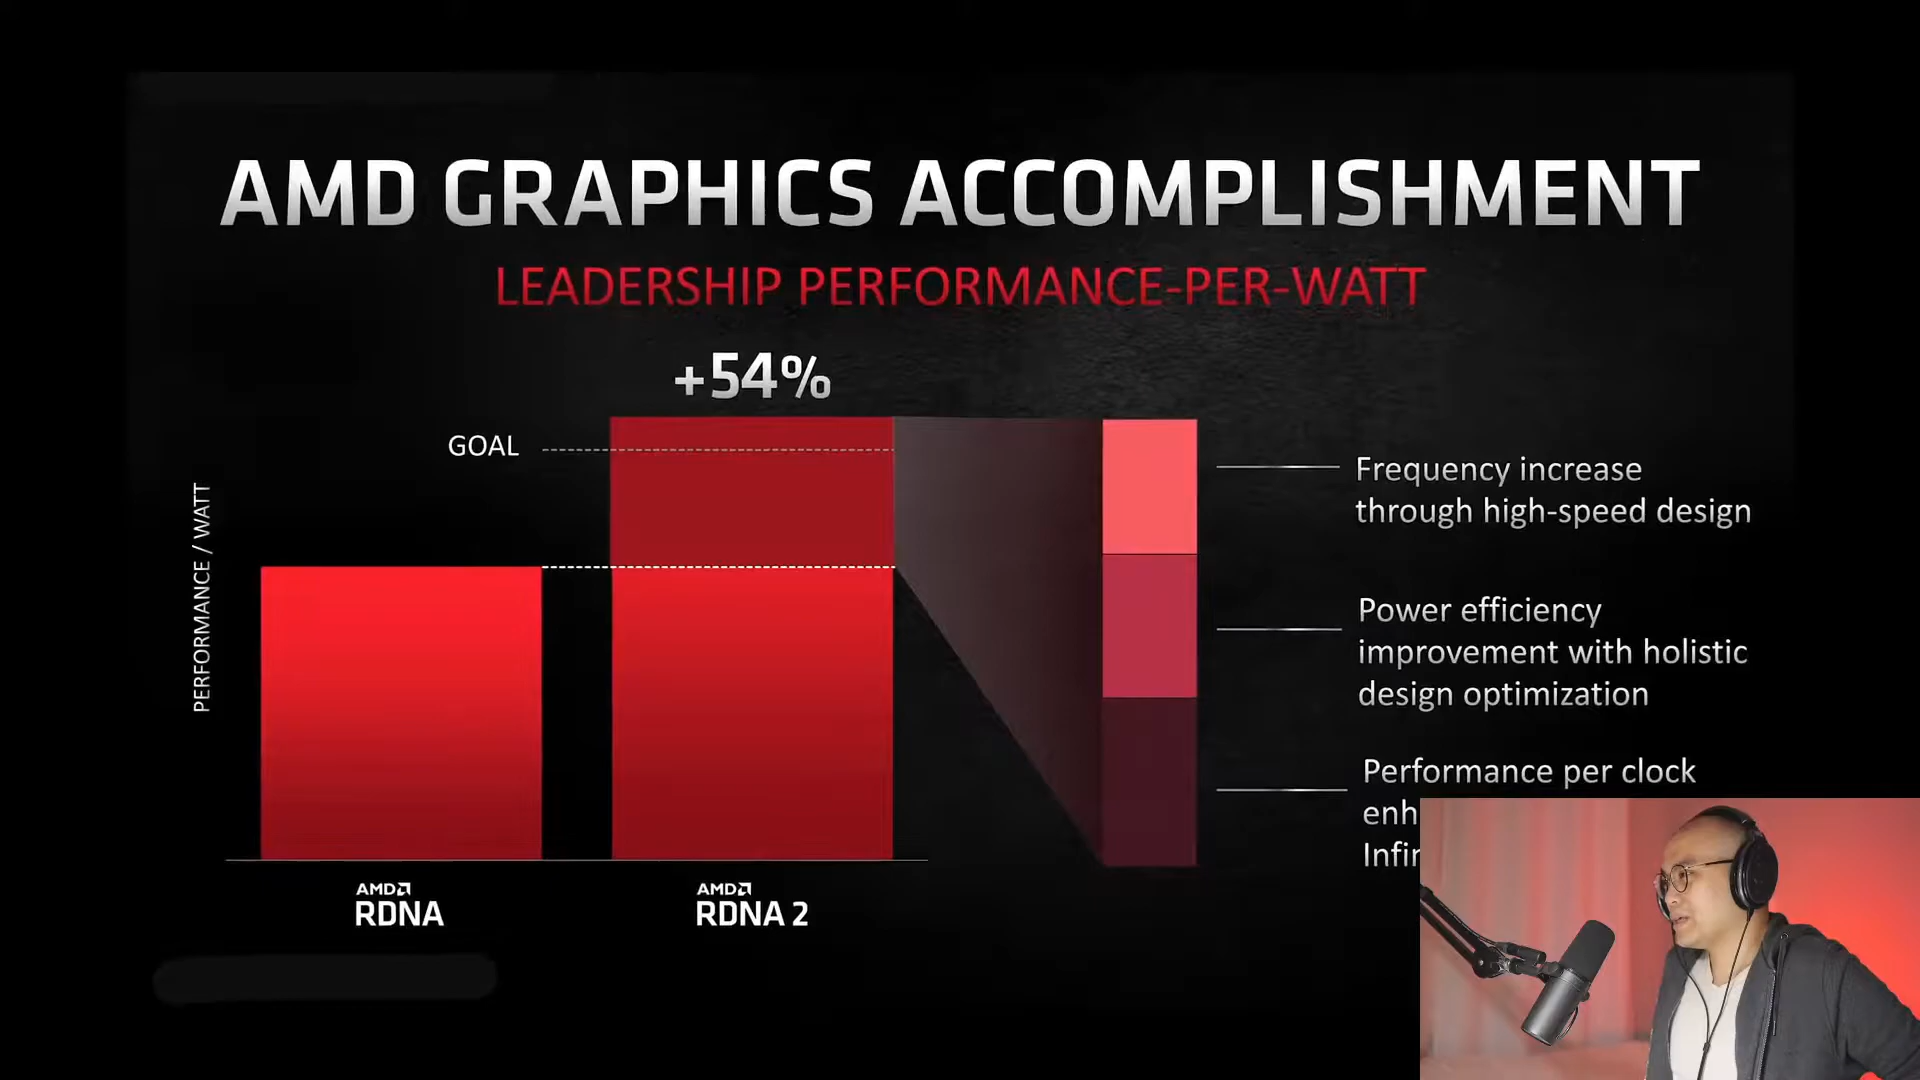 AMD GRAPHICS ACCOMPLISHMENT
LEADERSHIP PERFORMANCE-PER-WATT
+54%
GOAL
PERFORMANCE / WATT
AMD
RDNA
AMD
RDNA 2
Frequency increase
through high-speed design
Power efficiency
improvement with holistic
design optimization
Performance per clock